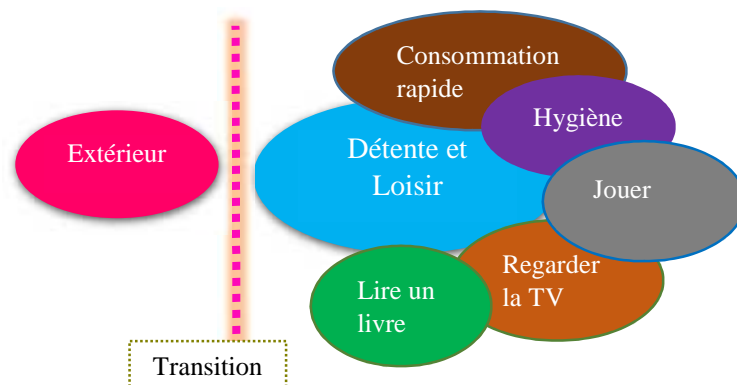 Consommation
rapide
Hygiène
Extérieur
Détente et
Loisir
Jouer
Regarder
la TV
Lire un
livre
Transition